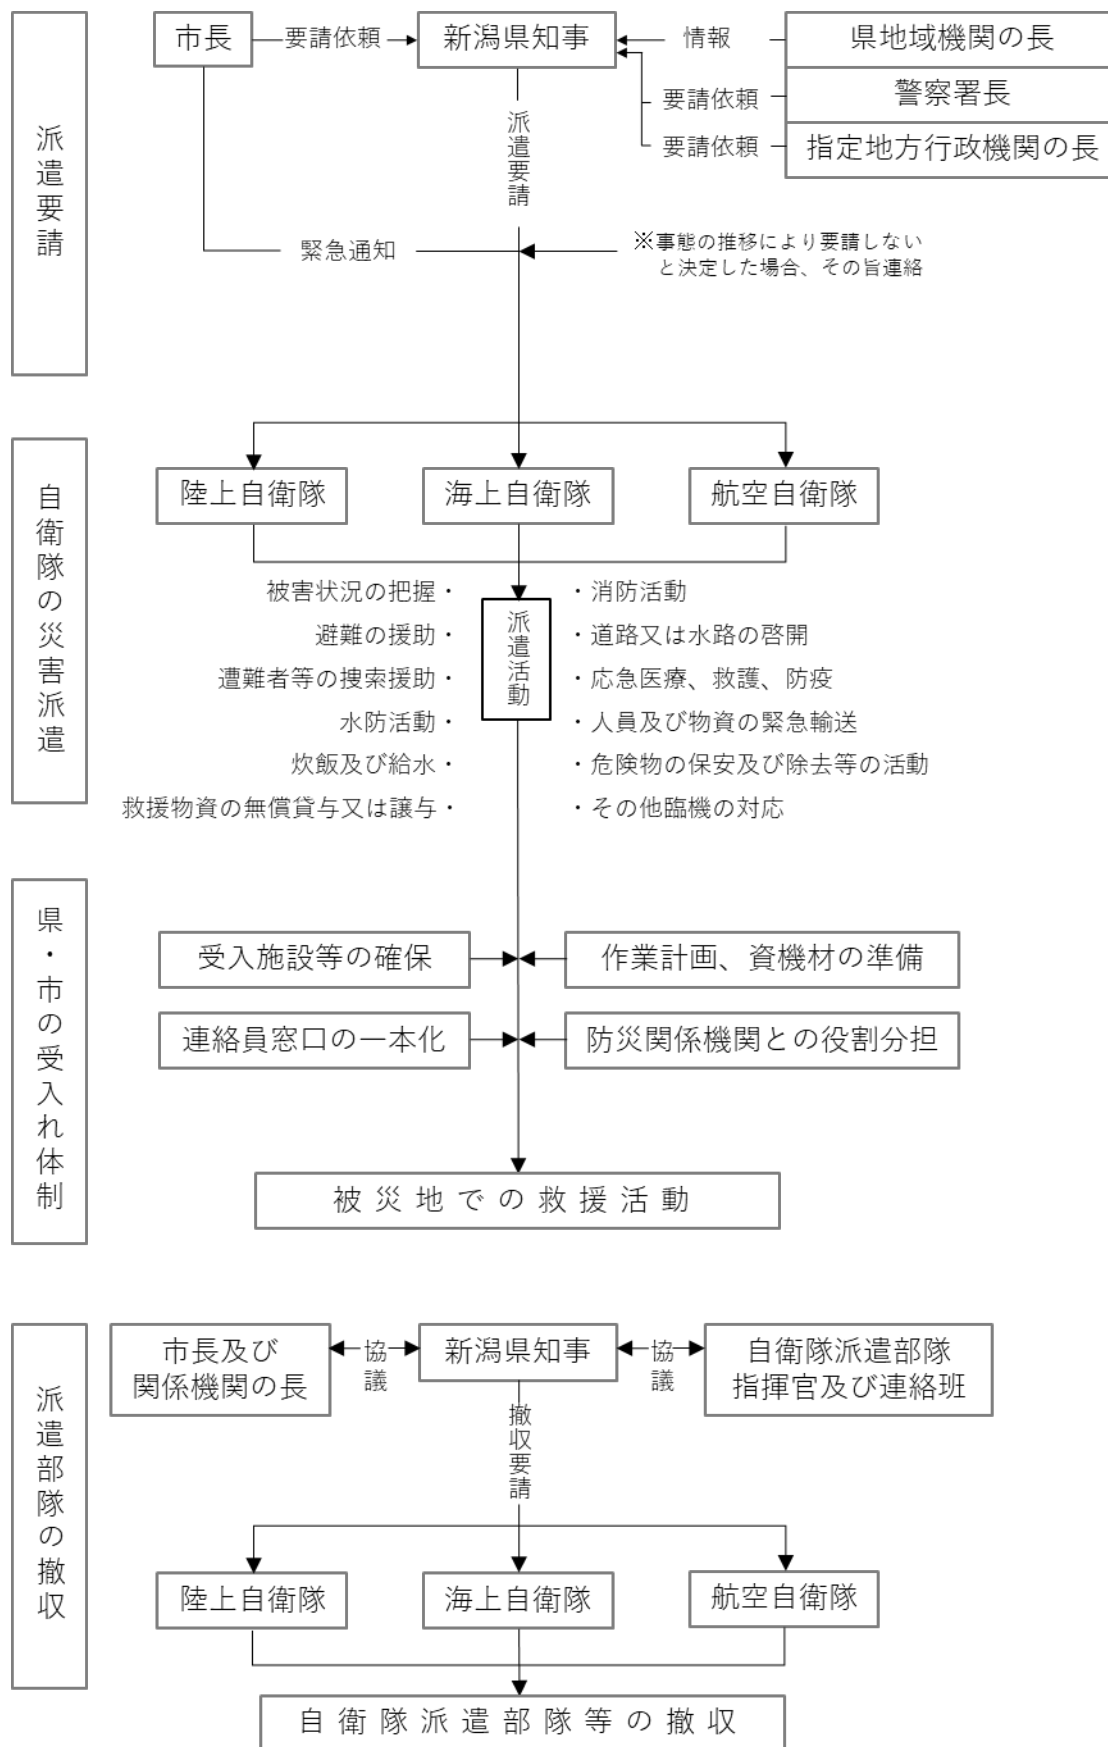 派遣要請
市長
要請依頼
新潟県知事
情報
県地域機関の長
要請依頼
警察署長
要請依頼
指定地方行政機関の長
派遣要請
緊急通知
※事態の推移により要請しない
と決定した場合、その旨連絡
自衛隊の災害派遣
陸上自衛隊
海上自衛隊
航空自衛隊
派遣活動
被害状況の把握・
避難の援助・
遭難者等の捜索援助・
水防活動・
炊飯及び給水・
救援物資の無償貸与又は譲与・
・消防活動
・道路又は水路の啓開
・応急医療、救護、防疫
・人員及び物資の緊急輸送
・危険物の保安及び除去等の活動
・その他臨機の対応
県・市の受入れ体制
受入施設等の確保
作業計画、資機材の準備
連絡員窓口の一本化
防災関係機関との役割分担
被災地での救援活動
派遣部隊の撤収
市長及び
関係機関の長
協議
新潟県知事
協議
自衛隊派遣部隊
指揮官及び連絡班
撤収要請
陸上自衛隊
海上自衛隊
航空自衛隊
自衛隊派遣部隊等の撤収